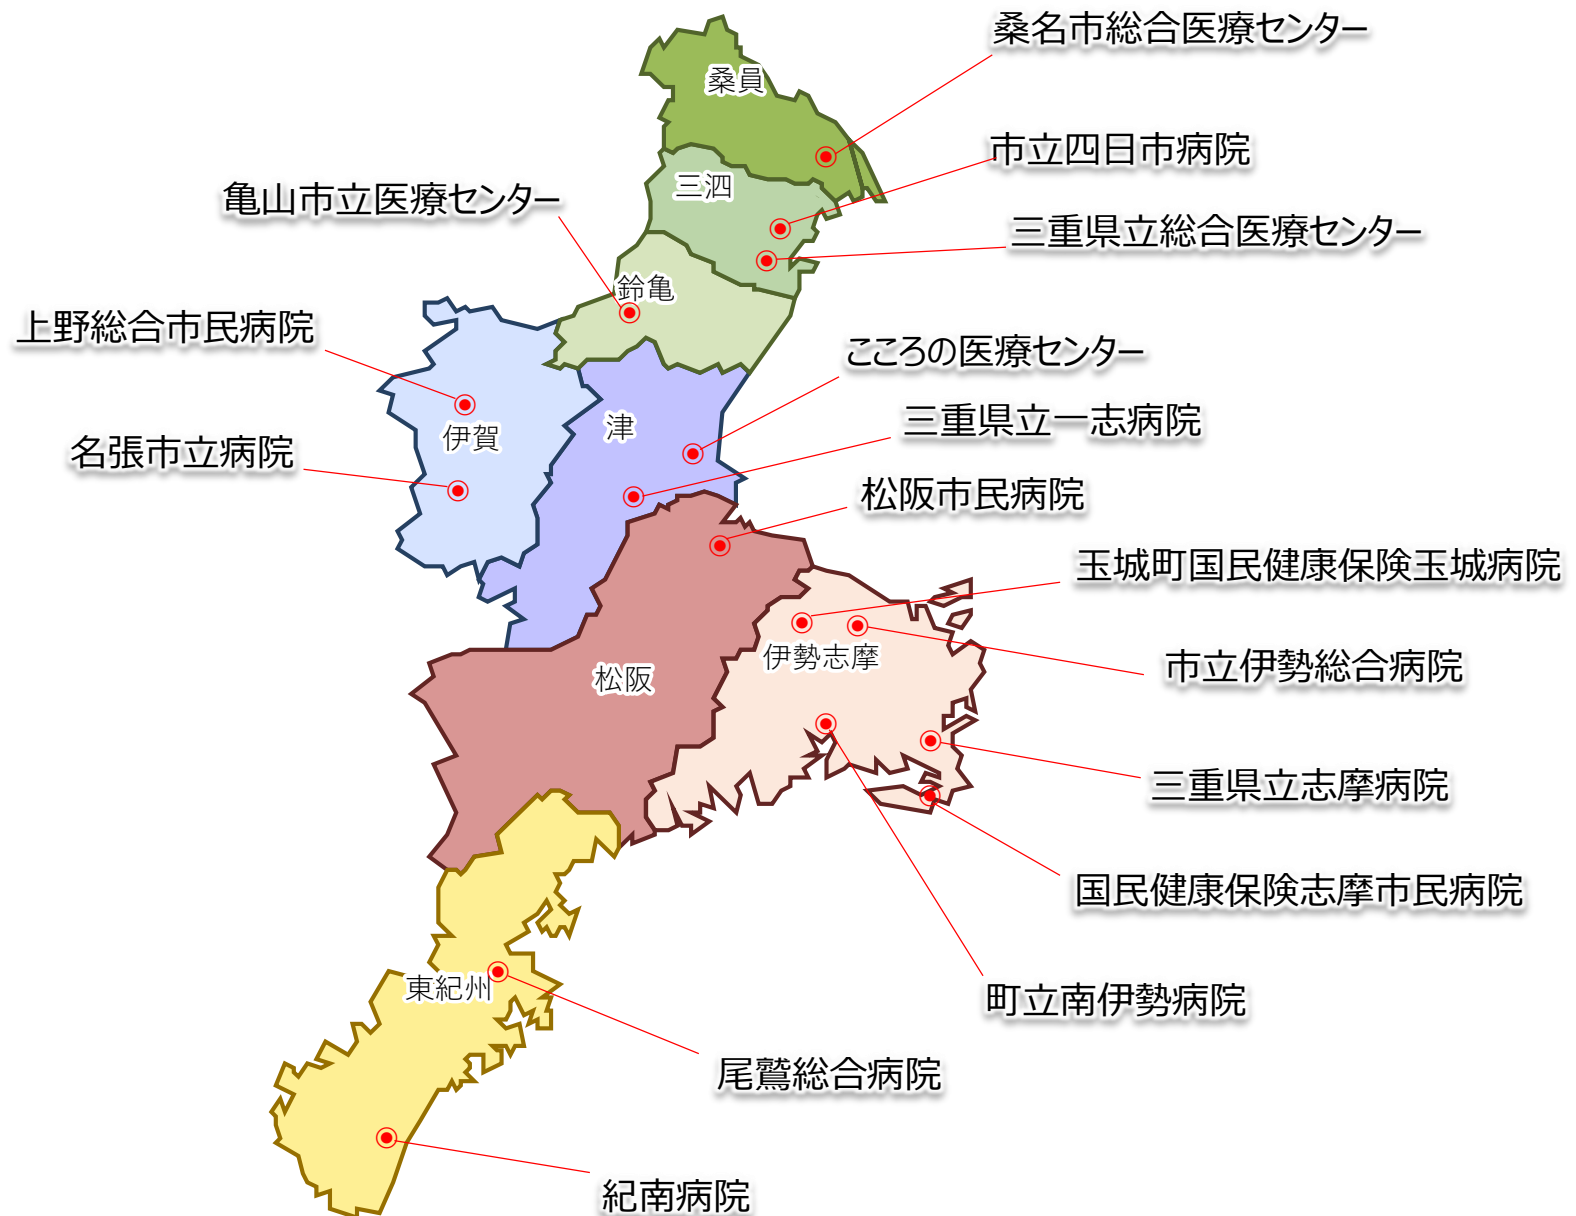 桑名市総合医療センター
桑員
市立四日市病院
三泗
亀山市立医療センター
三重県立総合医療センター
鈴亀
上野総合市民病院
こころの医療センター
三重県立一志病院
津
伊賀
名張市立病院
松阪市民病院
玉城町国民健康保険玉城病院
伊勢志摩
市立伊勢総合病院
松阪
三重県立志摩病院
国民健康保険志摩市民病院
東紀州
町立南伊勢病院
尾鷲総合病院
紀南病院